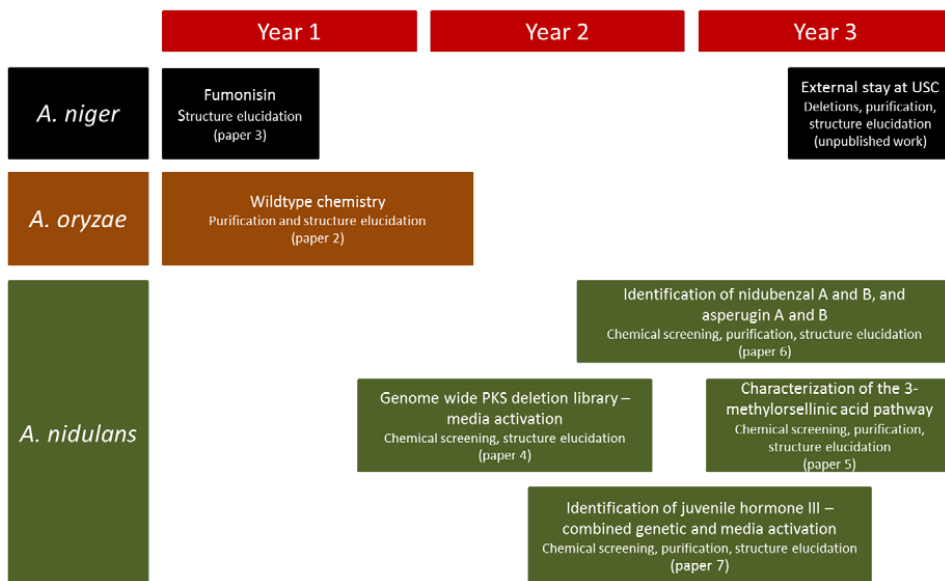 Year 1
Year 2
Year 3
A. niger
Fumonisin
Structure elucidation
(paper 3)
External stay at USC
Deletions, purification,
structure elucidation
(unpublished work)
A. oryzae
Wildtype chemistry
Purification and structure elucidation
(paper 2)
A. nidulans
Identification of nidubenzal A and B, and
asperugin A and B
Chemical screening, purification, structure elucidation
(paper 6)
Genome wide PKS deletion library –
media activation
Chemical screening, structure elucidation
(paper 4)
Characterization of the 3-
methylorsellinic acid pathway
Chemical screening, purification,
structure elucidation
(paper 5)
Identification of juvenile hormone III –
combined genetic and media activation
Chemical screening, purification, structure elucidation
(paper 7)